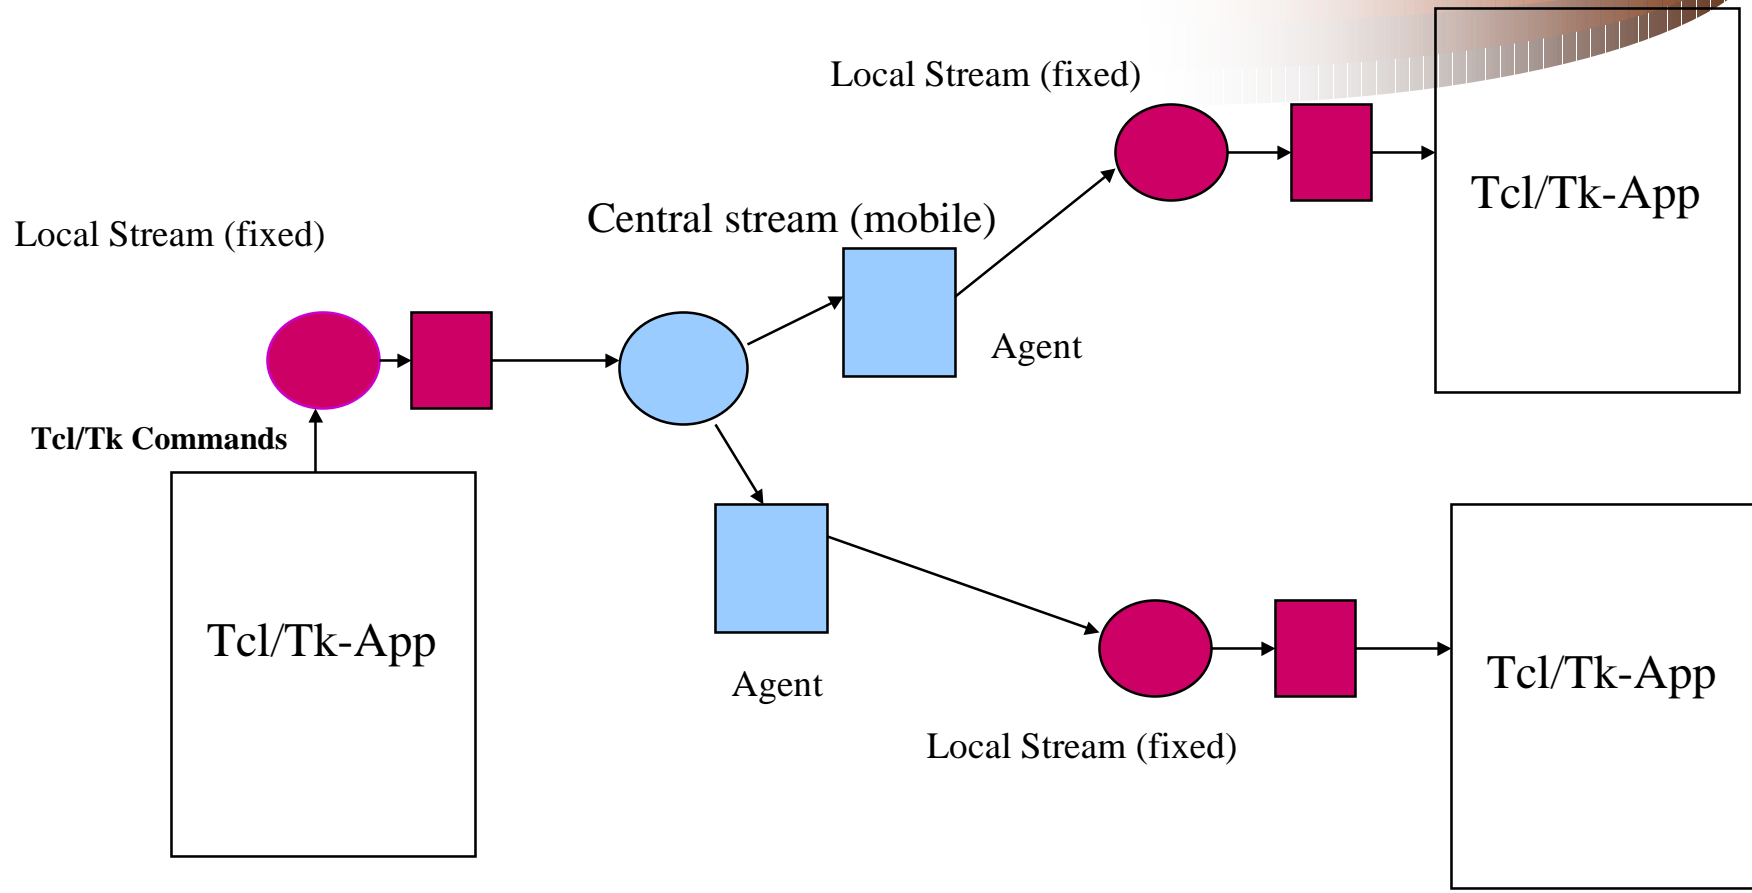 Local Stream (fixed)
Tcl/Tk-App
Central stream (mobile)
Local Stream (fixed)
Agent
Tcl/Tk Commands
Tcl/Tk-App
Tcl/Tk-App
Agent
Local Stream (fixed)